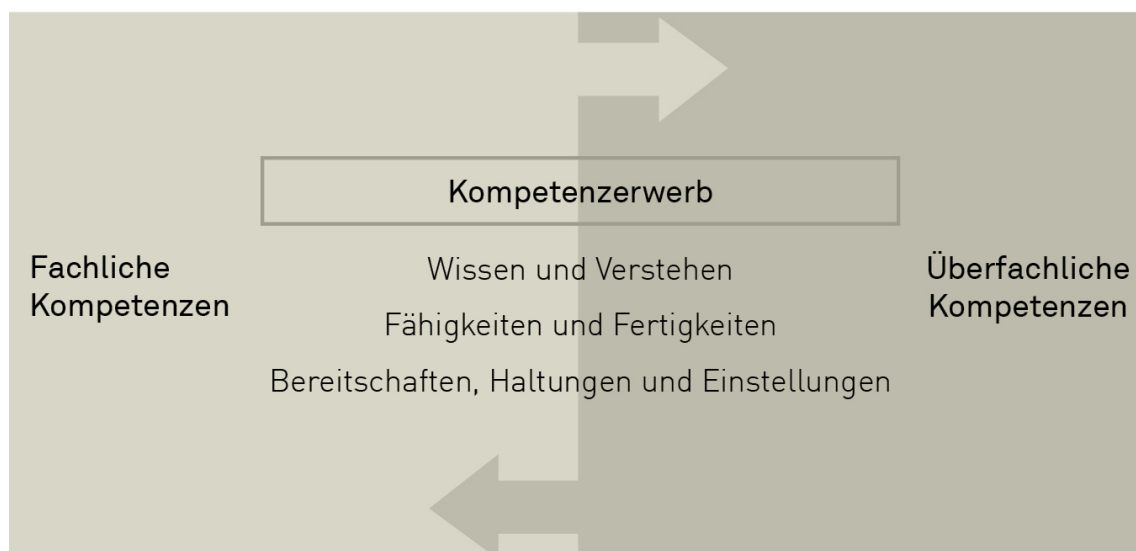 Kompetenzerwerb
Fachliche
Kompetenzen
Wissen und Verstehen
Fähigkeiten und Fertigkeiten
Bereitschaften, Haltungen und Einstellungen
Überfachliche
Kompetenzen